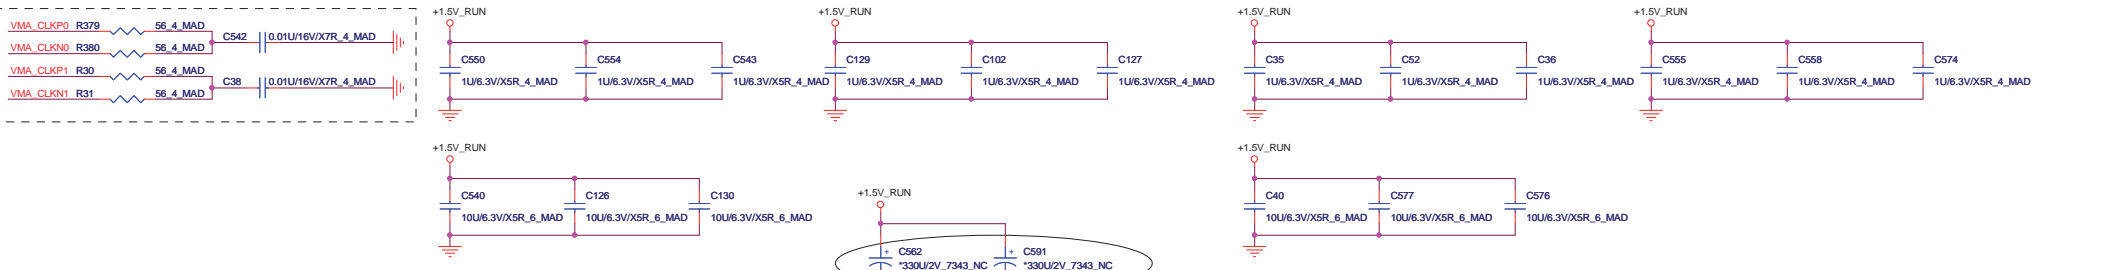 VMA_CLKP0 R379 56_4_MAD
C542 0.01U/16V/X7R_4_MAD
VMA_CLKN0 R380 56_4_MAD
VMA_CLKP1 R30 56_4_MAD
C38 0.01U/16V/X7R_4_MAD
VMA_CLKN1 R31 56_4_MAD
+1.5V_RUN
C550 C554 C543
1U/6.3V/X5R_4_MAD 1U/6.3V/X5R_4_MAD 1U/6.3V/X5R_4_MAD
+1.5V_RUN
C129 C102 C127
1U/6.3V/X5R_4_MAD 1U/6.3V/X5R_4_MAD 1U/6.3V/X5R_4_MAD
+1.5V_RUN
C35 C52 C36
1U/6.3V/X5R_4_MAD 1U/6.3V/X5R_4_MAD 1U/6.3V/X5R_4_MAD
+1.5V_RUN
C555 C558 C574
1U/6.3V/X5R_4_MAD 1U/6.3V/X5R_4_MAD 1U/6.3V/X5R_4_MAD
+1.5V_RUN
C540 C126 C130
10U/6.3V/X5R_6_MAD 10U/6.3V/X5R_6_MAD 10U/6.3V/X5R_6_MAD
+1.5V_RUN
+ C562 + C591
*330U/2V_7343_NC *330U/2V_7343_NC
+1.5V_RUN
C40 C577 C576
10U/6.3V/X5R_6_MAD 10U/6.3V/X5R_6_MAD 10U/6.3V/X5R_6_MAD